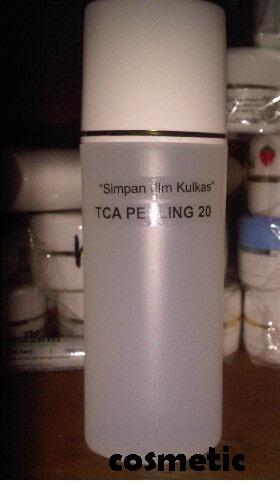 "Simpan dlm Kulkas"
TCA PEELING 20
cosmetic